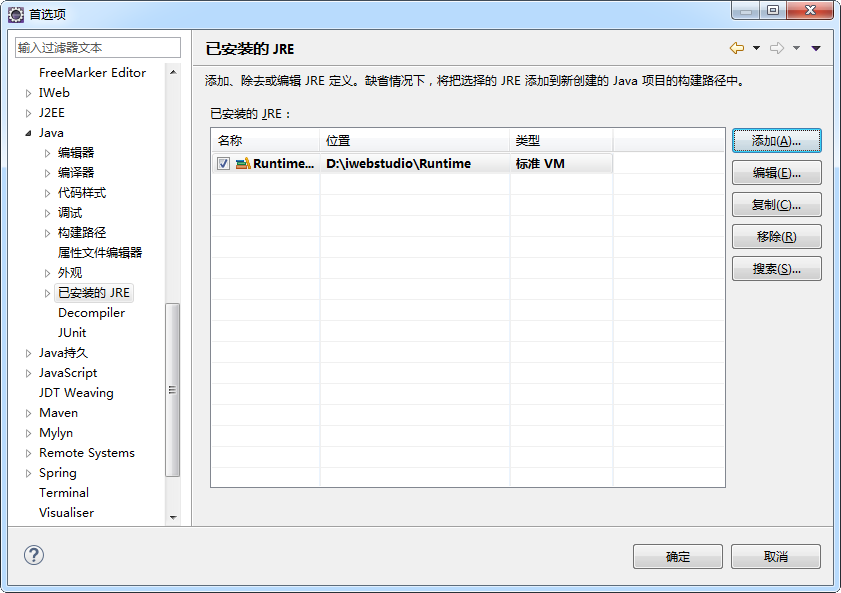 首选项
输入过滤器文本
FreeMarker Editor
IWeb
J2EE
Java
编辑器
编译器
代码样式
调试
构建路径
属性文件编辑器
外观
已安装的 JRE
Decompiler
JUnit
Java持久
JavaScript
JDT Weaving
Maven
Mylyn
Remote Systems
Spring
Terminal
Visualiser
已安装的 JRE
添加、除去或编辑 JRE 定义。缺省情况下，将把选择的 JRE 添加到新创建的 Java 项目的构建路径中。
已安装的 JRE：
名称 位置 类型
Runtime... D:\iwebstudio\Runtime 标准 VM
添加(A)...
编辑(E)...
复制(C)...
移除(R)
搜索(S)...
?
确定 取消